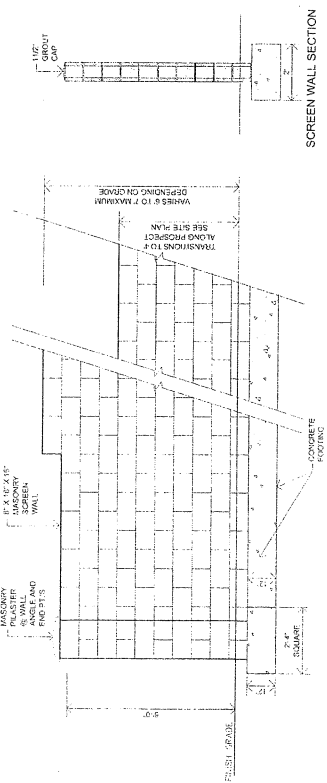 1 1/2"
GROUT
CAP
2'
SCREEN WALL SECTION
VARIES 6' TO 7' MAXIMUM
DEPENDING ON GRADE
TRANSITIONS TO 4'
ALONG PROSPECT
SEE SITE PLAN
8" X 16" X 16"
MASONRY
SCREEN
WALL
MASONRY
PILASTER
@ WALL
ANGLE AND
END PT.'S
CONCRETE
FOOTING
2'-4"
SQUARE
12"
FINISH GRADE